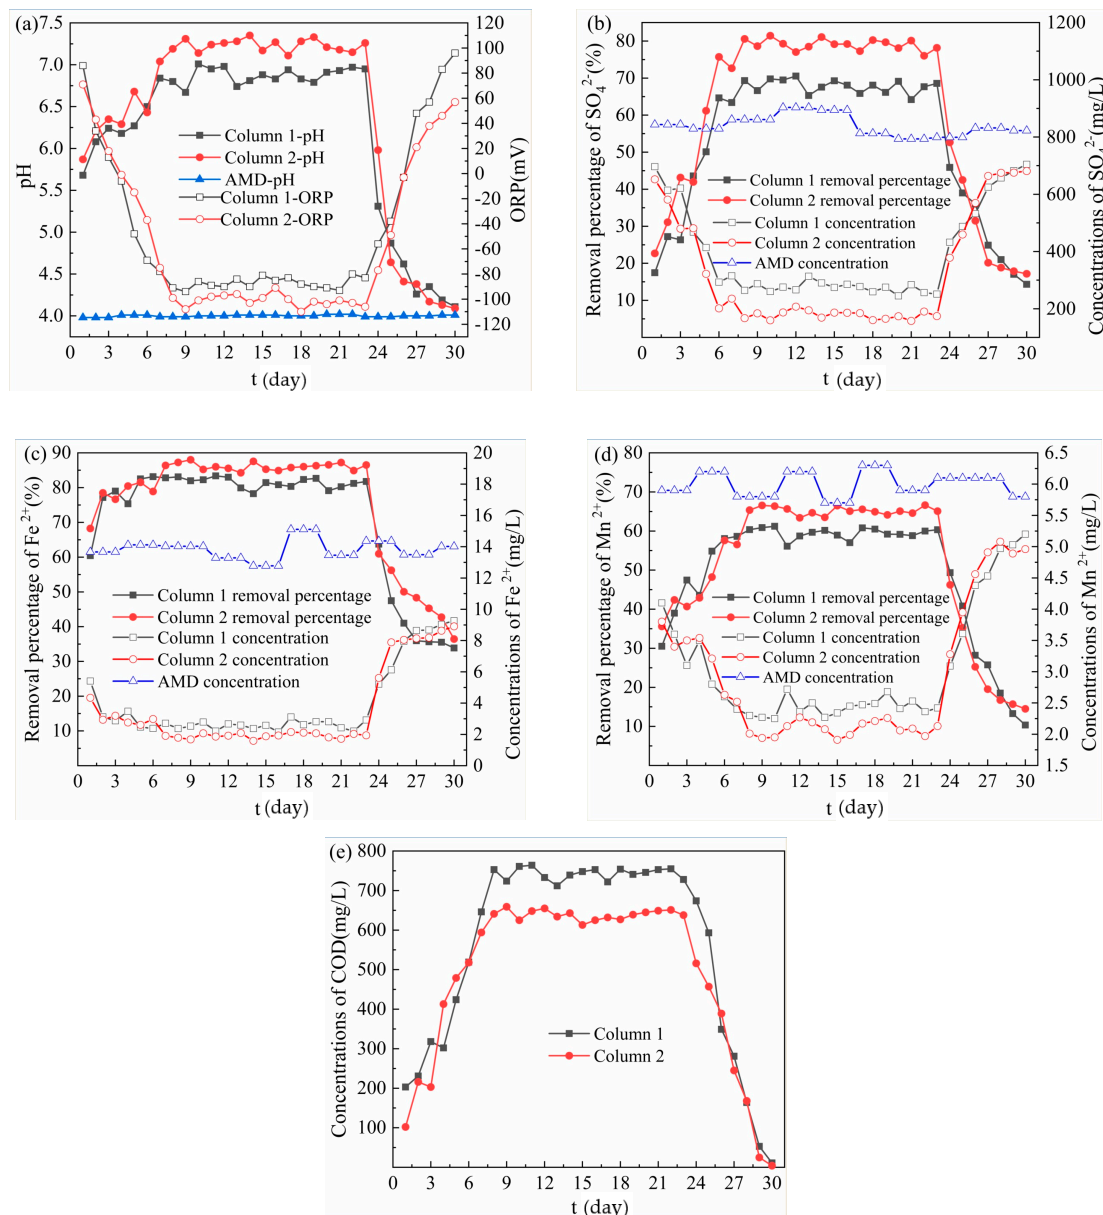 (a)
7.5
7.0
6.5
6.0
5.5
5.0
4.5
4.0
pH
120
100
80
60
40
20
0
-20
-40
-60
-80
-100
-120
ORP(mV)
Column 1-pH
Column 2-pH
AMD-pH
Column 1-ORP
Column 2-ORP
0 3 6 9 12 15 18 21 24 27 30
t (day)
(b)
80
70
60
50
40
30
20
10
Removal percentage of SO₄²⁻(%)
1200
1000
800
600
400
200
Concentrations of SO₄²⁻(mg/L)
Column 1 removal percentage
Column 2 removal percentage
Column 1 concentration
Column 2 concentration
AMD concentration
0 3 6 9 12 15 18 21 24 27 30
t (day)
(c)
90
80
70
60
50
40
30
20
10
0
Removal percentage of Fe²⁺(%)
20
18
16
14
12
10
8
6
4
2
0
Concentrations of Fe²⁺(mg/L)
Column 1 removal percentage
Column 2 removal percentage
Column 1 concentration
Column 2 concentration
AMD concentration
0 3 6 9 12 15 18 21 24 27 30
t (day)
(d)
80
70
60
50
40
30
20
10
0
Removal percentage of Mn²⁺(%)
6.5
6.0
5.5
5.0
4.5
4.0
3.5
3.0
2.5
2.0
1.5
Concentrations of Mn²⁺(mg/L)
Column 1 removal percentage
Column 2 removal percentage
Column 1 concentration
Column 2 concentration
AMD concentration
0 3 6 9 12 15 18 21 24 27 30
t (day)
(e)
800
700
600
500
400
300
200
100
Concentrations of COD(mg/L)
Column 1
Column 2
0 3 6 9 12 15 18 21 24 27 30
t (day)